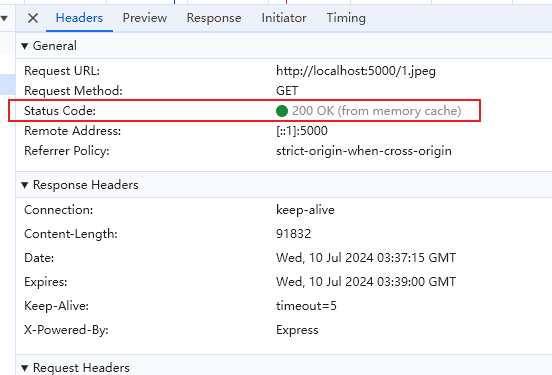 Headers Preview Response Initiator Timing
General
Request URL: http://localhost:5000/1.jpeg
Request Method: GET
Status Code: 200 OK (from memory cache)
Remote Address: [::1]:5000
Referrer Policy: strict-origin-when-cross-origin
Response Headers
Connection: keep-alive
Content-Length: 91832
Date: Wed, 10 Jul 2024 03:37:15 GMT
Expires: Wed, 10 Jul 2024 03:39:00 GMT
Keep-Alive: timeout=5
X-Powered-By: Express
Request Headers